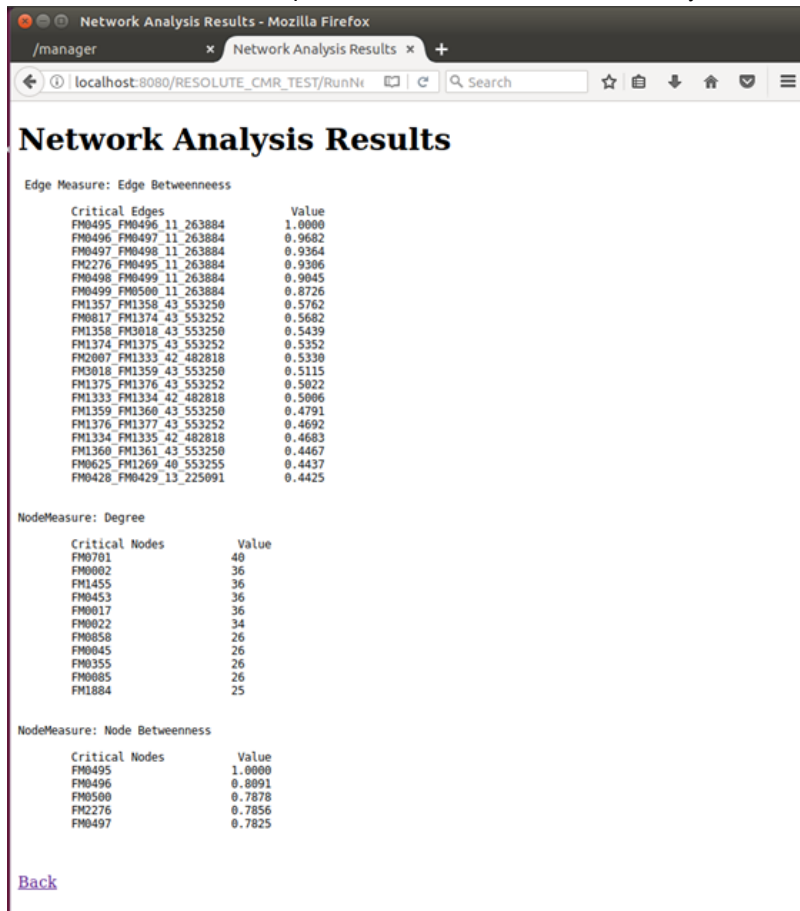 Network Analysis Results - Mozilla Firefox
/manager × Network Analysis Results × +
localhost:8080/RESOLUTE_CMR_TEST/RunNe Search
Network Analysis Results
Edge Measure: Edge Betweenneess
Critical Edges Value
FM0495_FM0496_11_263884 1.0000
FM0496_FM0497_11_263884 0.9682
FM0497_FM0498_11_263884 0.9364
FM2276_FM0495_11_263884 0.9306
FM0498_FM0499_11_263884 0.9045
FM0499_FM0500_11_263884 0.8726
FM1357_FM1358_43_553250 0.5762
FM0817_FM1374_43_553252 0.5682
FM1358_FM3018_43_553250 0.5439
FM1374_FM1375_43_553252 0.5352
FM2007_FM1333_42_482818 0.5330
FM3018_FM1359_43_553250 0.5115
FM1375_FM1376_43_553252 0.5022
FM1333_FM1334_42_482818 0.5006
FM1359_FM1360_43_553250 0.4791
FM1376_FM1377_43_553252 0.4692
FM1334_FM1335_42_482818 0.4683
FM1360_FM1361_43_553250 0.4467
FM0625_FM1269_40_553255 0.4437
FM0428_FM0429_13_225091 0.4425
NodeMeasure: Degree
Critical Nodes Value
FM0701 40
FM0002 36
FM1455 36
FM0453 36
FM0017 36
FM0022 34
FM0858 26
FM0045 26
FM0355 26
FM0085 26
FM1884 25
NodeMeasure: Node Betweenness
Critical Nodes Value
FM0495 1.0000
FM0496 0.8091
FM0500 0.7878
FM2276 0.7856
FM0497 0.7825
Back